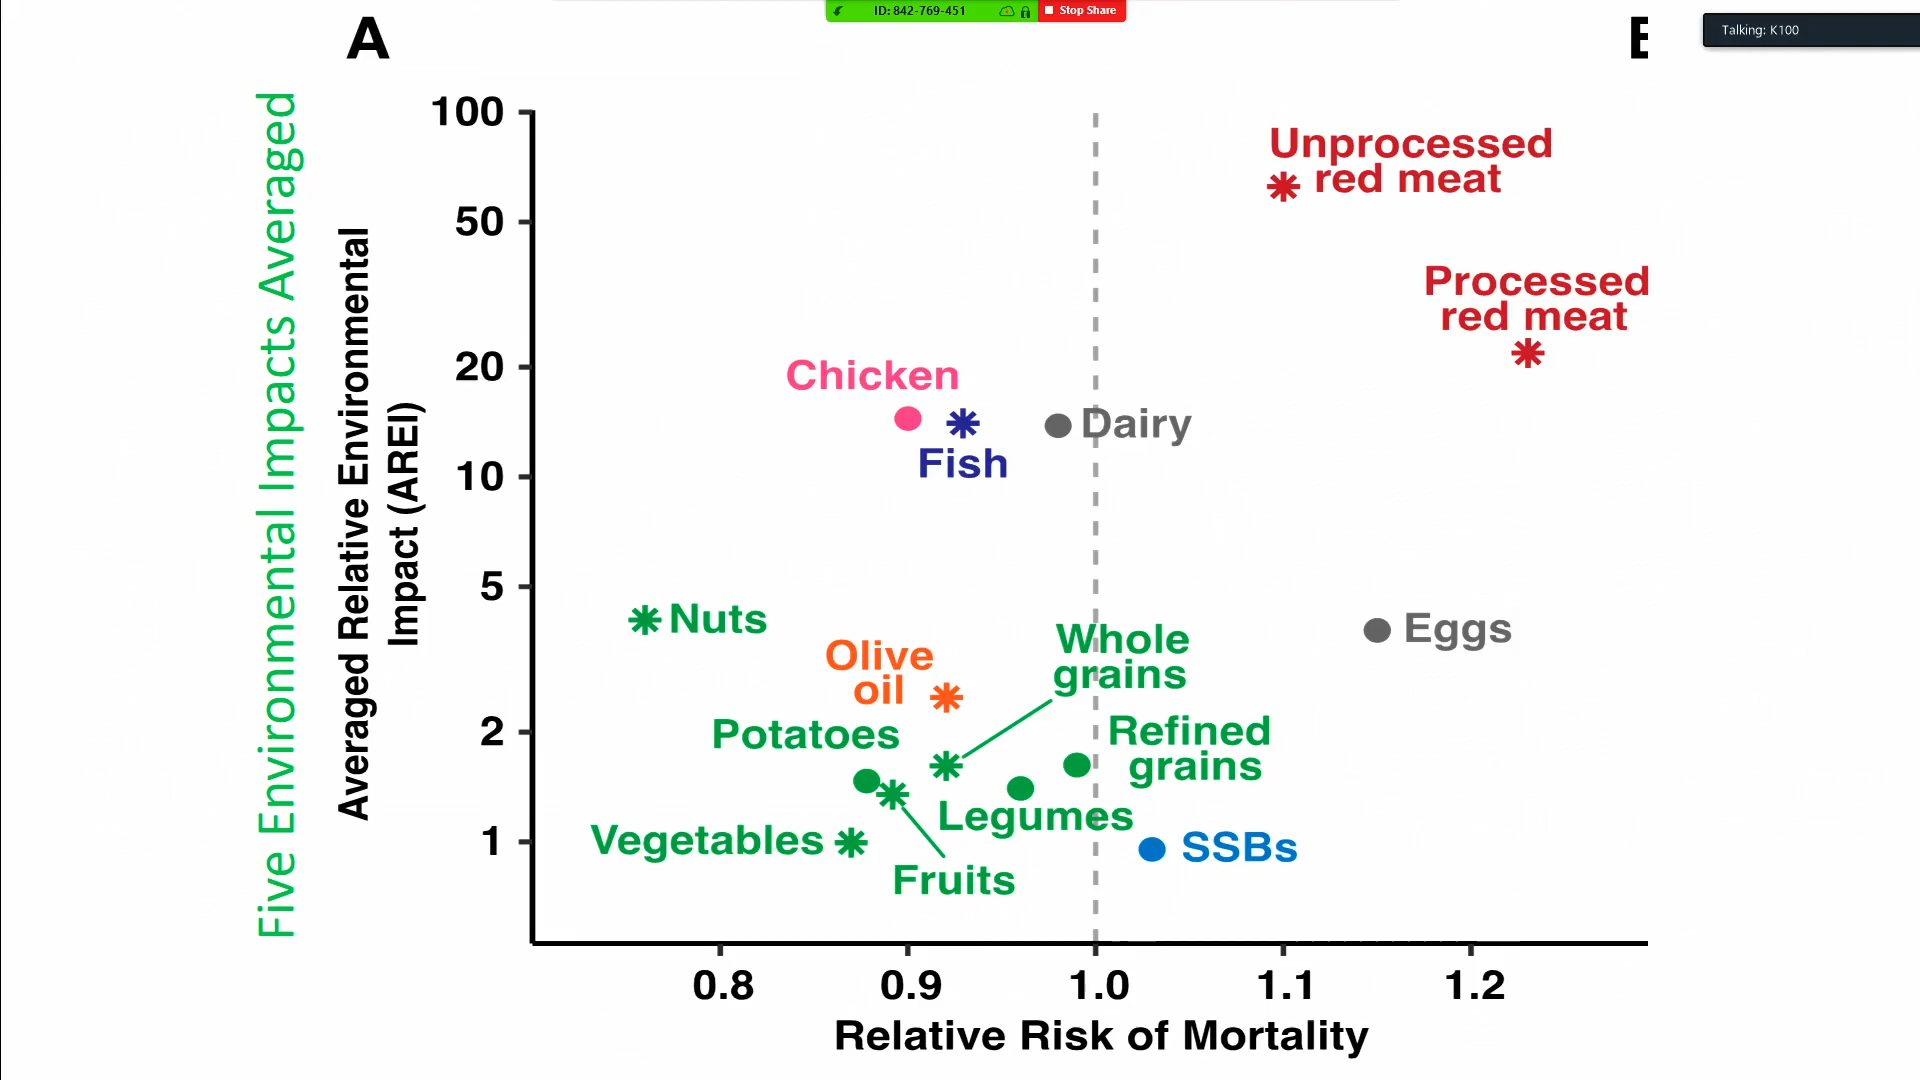 ID: 842-769-451
Stop Share
Talking: K100
A
Five Environmental Impacts Averaged
Averaged Relative Environmental
Impact (AREI)
100
50
20
10
5
2
1
Unprocessed
red meat
Processed
red meat
Chicken
Fish
Dairy
Nuts
Eggs
Olive
oil
Whole
grains
Potatoes
Refined
grains
Legumes
Vegetables
SSBs
Fruits
0.8
0.9
1.0
1.1
1.2
Relative Risk of Mortality